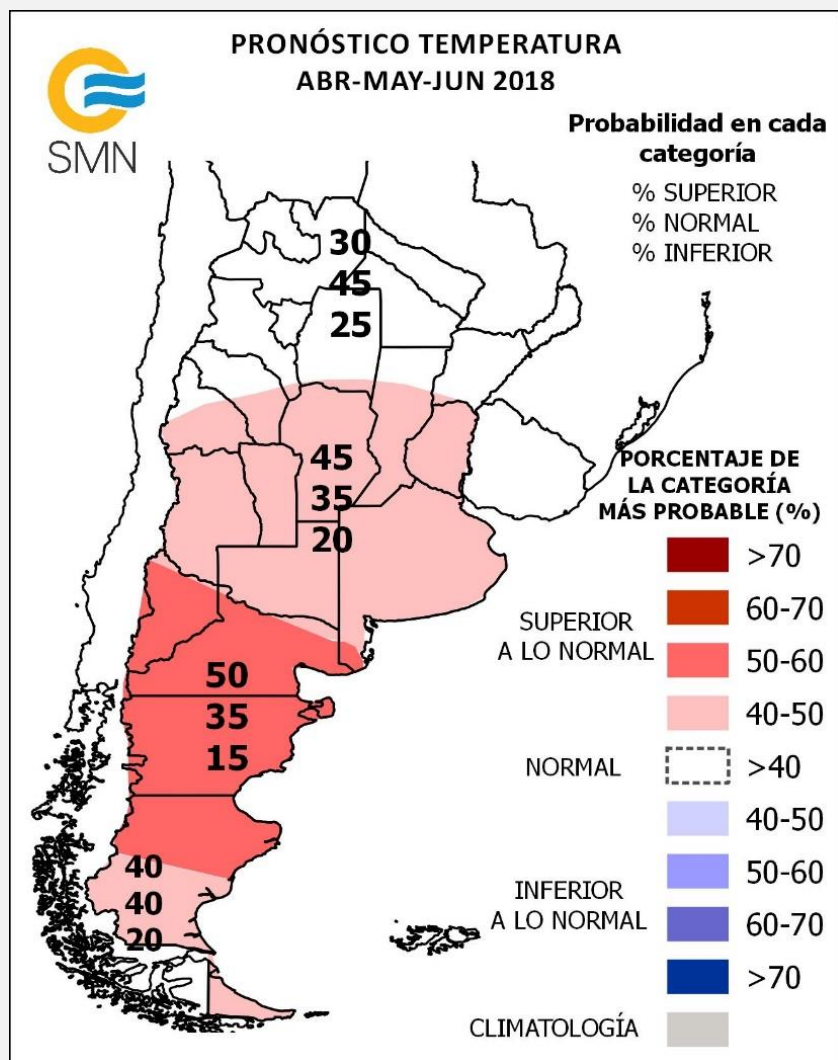 PRONÓSTICO TEMPERATURA
ABR-MAY-JUN 2018
SMN
Probabilidad en cada
categoría
% SUPERIOR
% NORMAL
% INFERIOR
30
45
25
45
35
20
50
35
15
40
40
20
PORCENTAJE DE
LA CATEGORÍA
MÁS PROBABLE (%)
SUPERIOR
A LO NORMAL
>70
60-70
50-60
40-50
NORMAL
>40
INFERIOR
A LO NORMAL
40-50
50-60
60-70
>70
CLIMATOLOGÍA